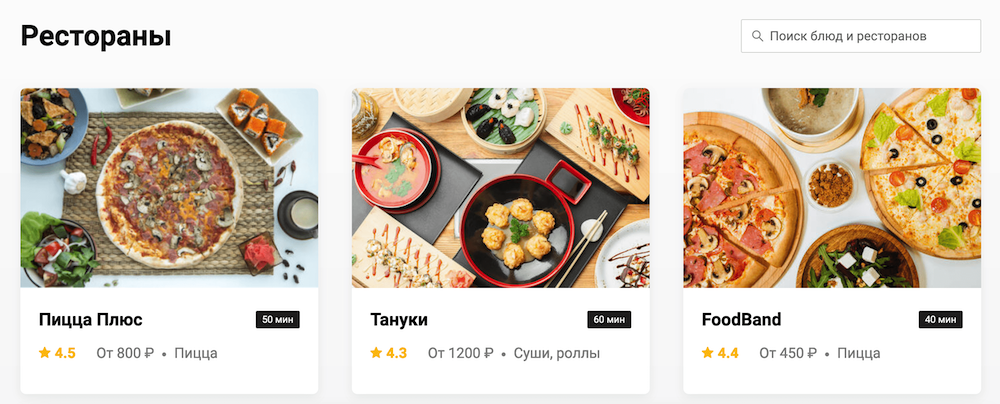 Рестораны
Поиск блюд и ресторанов
Пицца Плюс
50 мин
4.5 От 800 ₽ • Пицца
Тануки
60 мин
4.3 От 1200 ₽ • Суши, роллы
FoodBand
40 мин
4.4 От 450 ₽ • Пицца